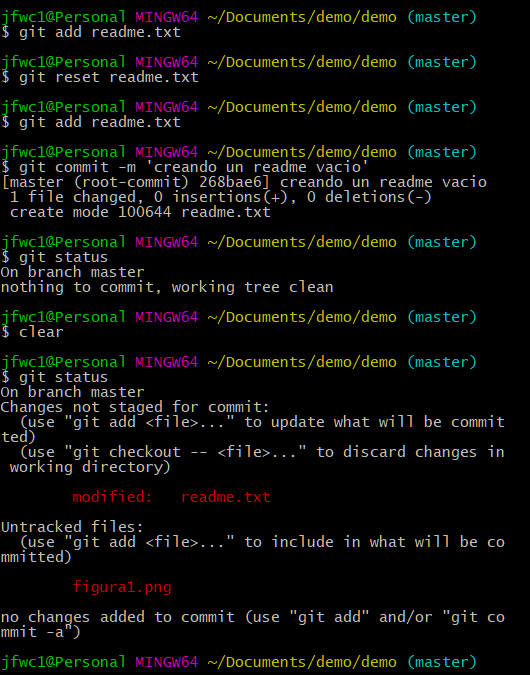 jfwc1@Personal MINGW64 ~/Documents/demo/demo (master)
$ git add readme.txt
jfwc1@Personal MINGW64 ~/Documents/demo/demo (master)
$ git reset readme.txt
jfwc1@Personal MINGW64 ~/Documents/demo/demo (master)
$ git add readme.txt
jfwc1@Personal MINGW64 ~/Documents/demo/demo (master)
$ git commit -m 'creando un readme vacio'
[master (root-commit) 268bae6] creando un readme vacio
 1 file changed, 0 insertions(+), 0 deletions(-)
 create mode 100644 readme.txt
jfwc1@Personal MINGW64 ~/Documents/demo/demo (master)
$ git status
On branch master
nothing to commit, working tree clean
jfwc1@Personal MINGW64 ~/Documents/demo/demo (master)
$ clear
jfwc1@Personal MINGW64 ~/Documents/demo/demo (master)
$ git status
On branch master
Changes not staged for commit:
  (use "git add <file>..." to update what will be commit
ted)
  (use "git checkout -- <file>..." to discard changes in
 working directory)
        modified:   readme.txt
Untracked files:
  (use "git add <file>..." to include in what will be co
mmitted)
        figura1.png
no changes added to commit (use "git add" and/or "git co
mmit -a")
jfwc1@Personal MINGW64 ~/Documents/demo/demo (master)